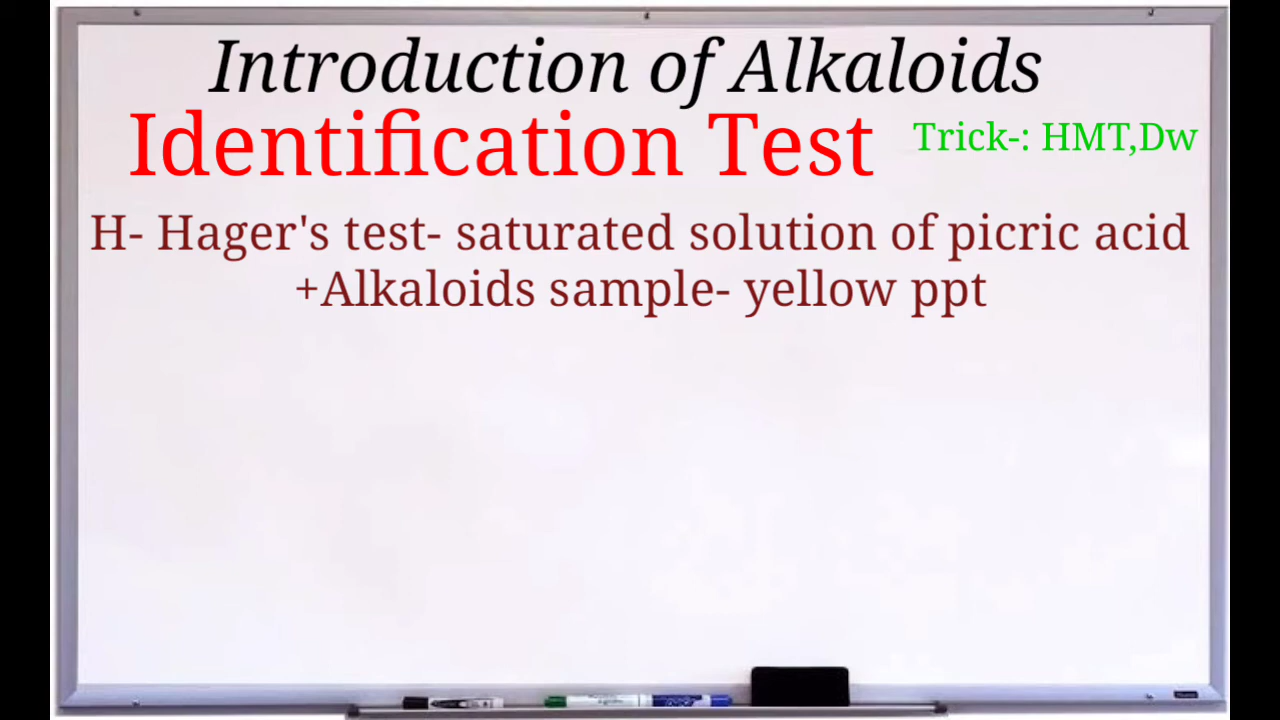 Introduction of Alkaloids
Identification Test
Trick-: HMT,Dw
H- Hager's test- saturated solution of picric acid
+Alkaloids sample- yellow ppt